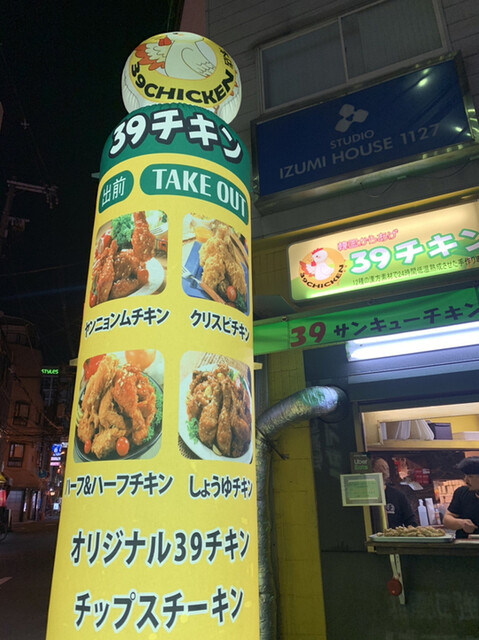 39CHICKEN
39チキン
出前
TAKE OUT
ヤンニョンムチキン
クリスピチキン
ハーフ&ハーフチキン
しょうゆチキン
オリジナル39チキン
チップスチーキン
STUDIO
IZUMI HOUSE 1127
39CHICKEN
39チキン
39 サンキューチキン
STYLES